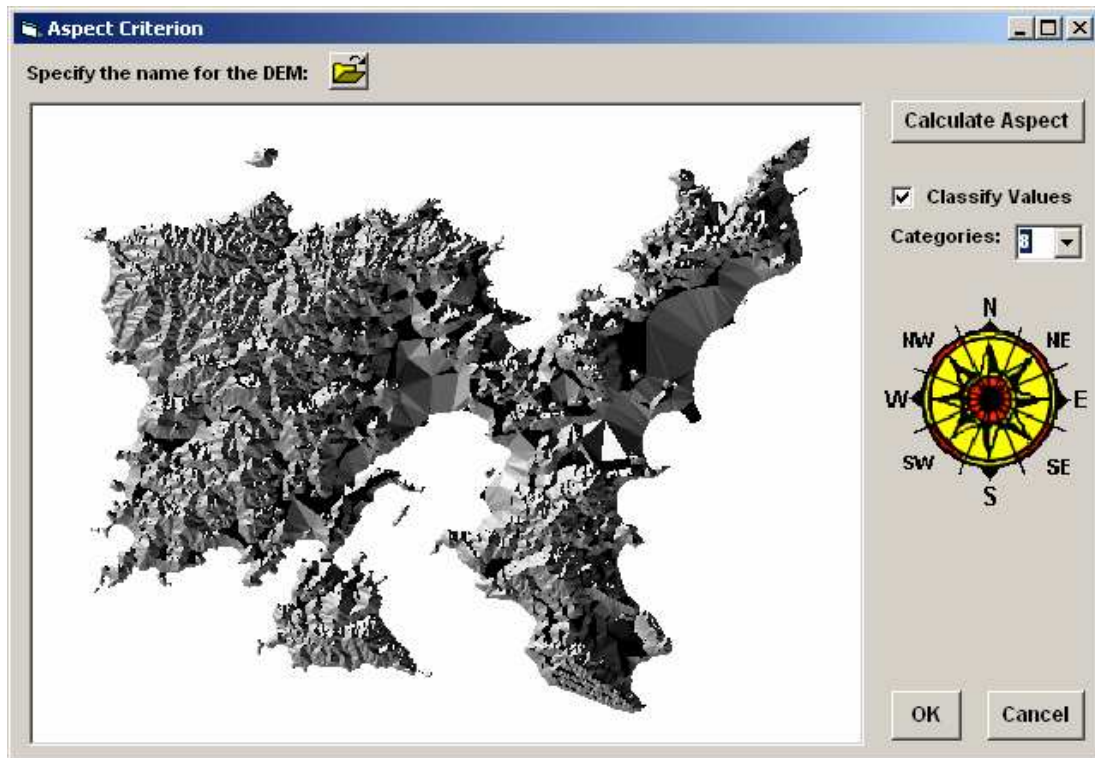 Aspect Criterion
Specify the name for the DEM:
Calculate Aspect
Classify Values
Categories: 8
N
NW NE
W E
SW SE
S
OK Cancel